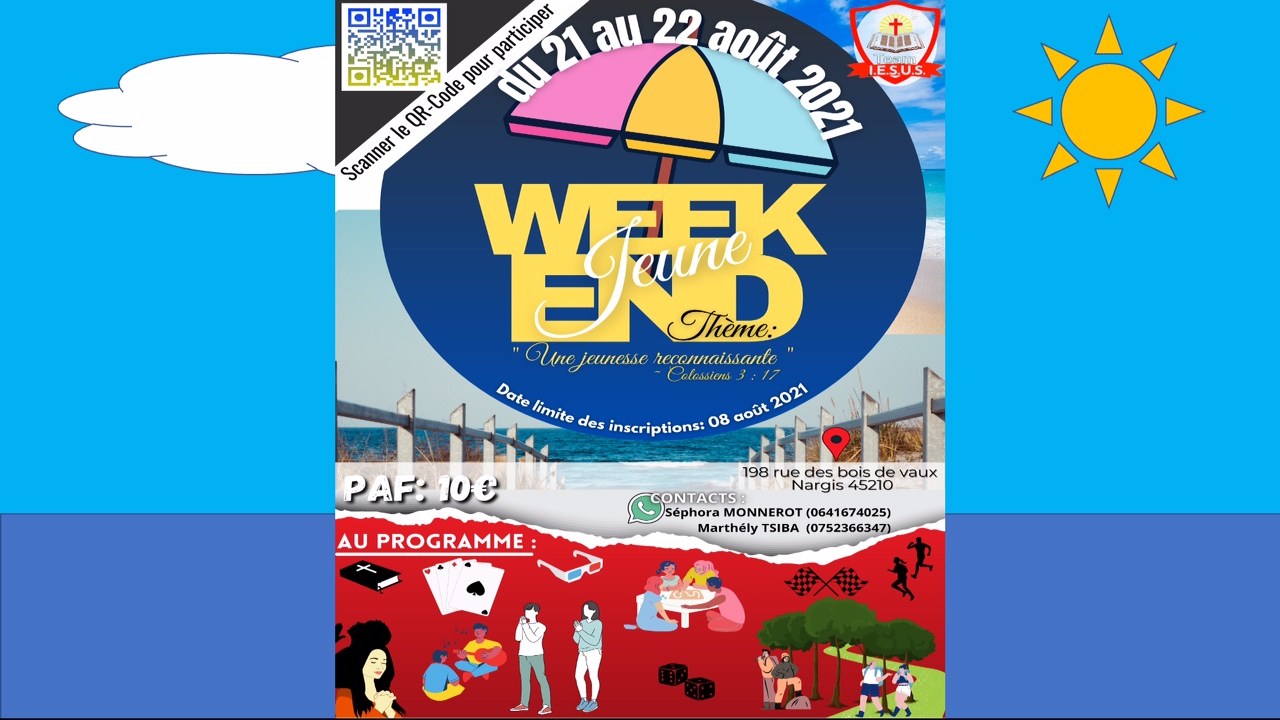 Scanner le QR-Code pour participer
du 21 au 22 août 2021
Team
I.E.S.U.S.
WEEK
Jeune
END
Thème:
" Une jeunesse reconnaissante "
~ Colossiens 3 : 17
Date limite des inscriptions: 08 août 2021
198 rue des bois de vaux
Nargis 45210
PAF: 10€
CONTACTS :
Séphora MONNEROT (0641674025)
Marthély TSIBA (0752366347)
AU PROGRAMME :